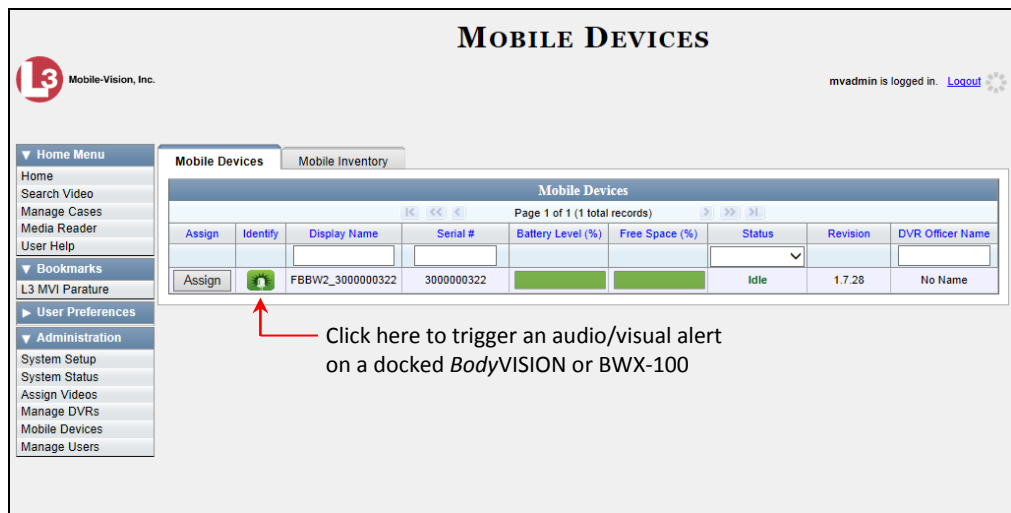 MOBILE DEVICES
L3 Mobile-Vision, Inc.
mvadmin is logged in. Logout
▼ Home Menu
Home
Search Video
Manage Cases
Media Reader
User Help
▼ Bookmarks
L3 MVI Parature
▶ User Preferences
▼ Administration
System Setup
System Status
Assign Videos
Manage DVRs
Mobile Devices
Manage Users
Mobile Devices Mobile Inventory
Mobile Devices
|< << < Page 1 of 1 (1 total records) > >> >|
Assign Identify Display Name Serial # Battery Level (%) Free Space (%) Status Revision DVR Officer Name
Assign FBBW2_3000000322 3000000322 Idle 1.7.28 No Name
Click here to trigger an audio/visual alert
on a docked BodyVISION or BWX-100